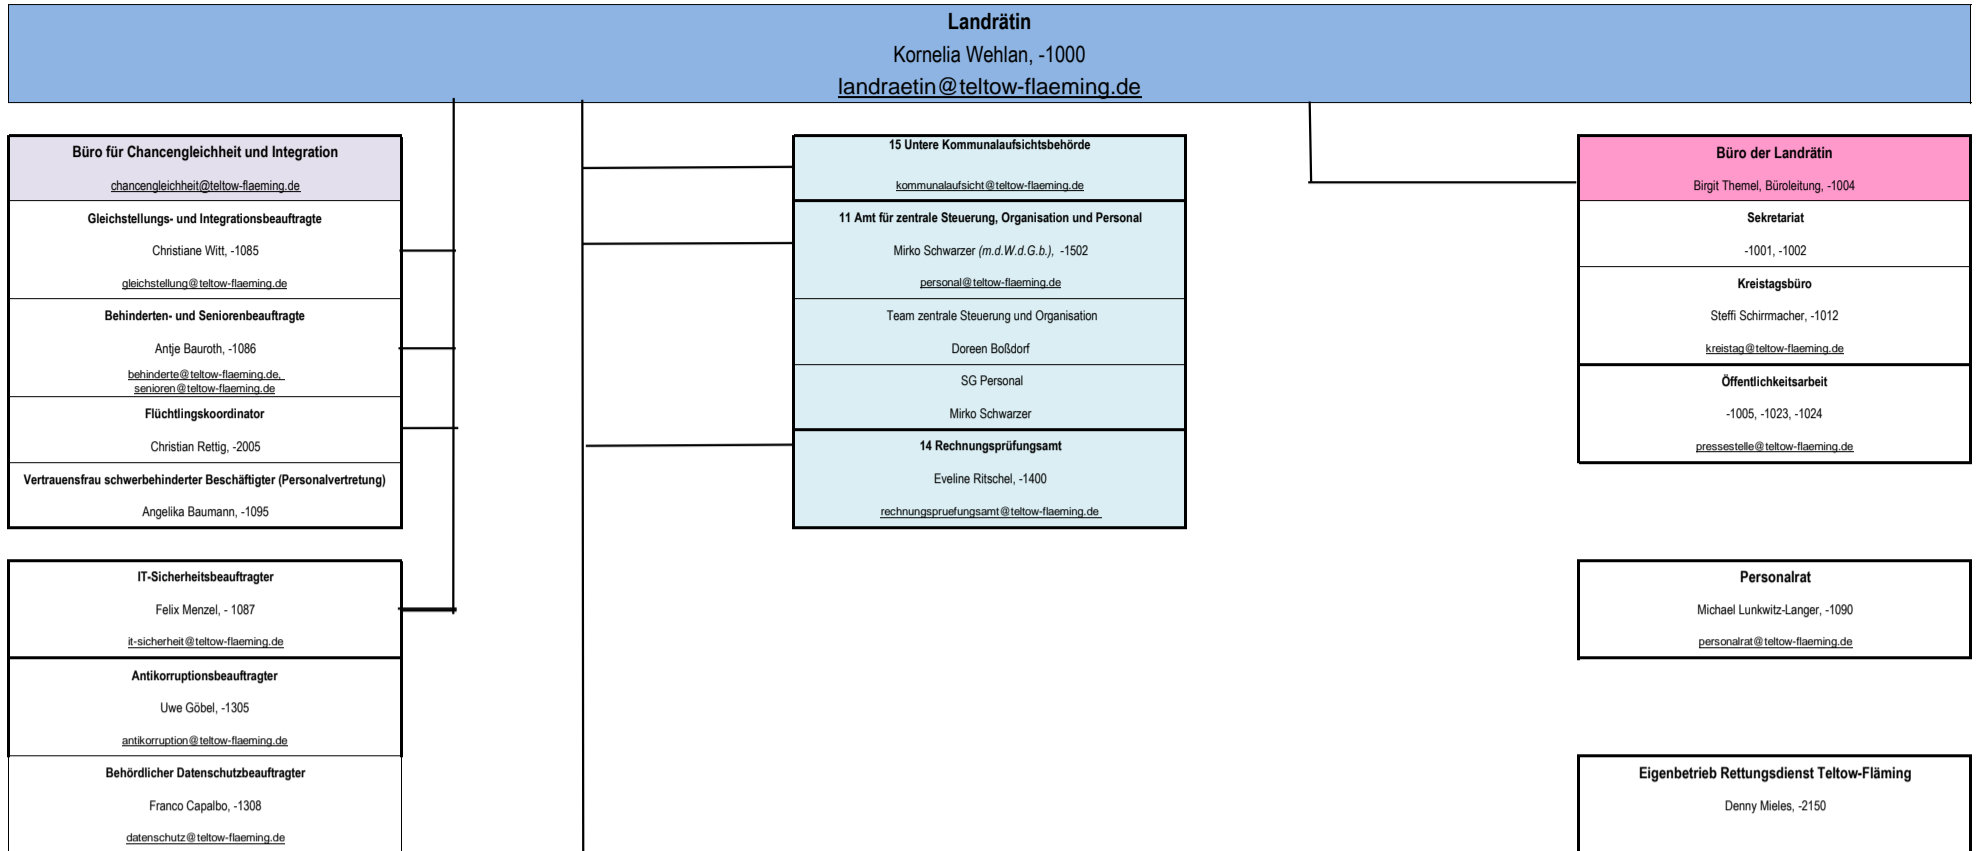 Landrätin
Kornelia Wehlan, -1000
landraetin@teltow-flaeming.de
Büro für Chancengleichheit und Integration
chancengleichheit@teltow-flaeming.de
Gleichstellungs- und Integrationsbeauftragte
Christiane Witt, -1085
gleichstellung@teltow-flaeming.de
Behinderten- und Seniorenbeauftragte
Antje Bauroth, -1086
behinderte@teltow-flaeming.de,
senioren@teltow-flaeming.de
Flüchtlingskoordinator
Christian Rettig, -2005
Vertrauensfrau schwerbehinderter Beschäftigter (Personalvertretung)
Angelika Baumann, -1095
IT-Sicherheitsbeauftragter
Felix Menzel, - 1087
it-sicherheit@teltow-flaeming.de
Antikorruptionsbeauftragter
Uwe Göbel, -1305
antikorruption@teltow-flaeming.de
Behördlicher Datenschutzbeauftragter
Franco Capalbo, -1308
datenschutz@teltow-flaeming.de
15 Untere Kommunalaufsichtsbehörde
kommunalaufsicht@teltow-flaeming.de
11 Amt für zentrale Steuerung, Organisation und Personal
Mirko Schwarzer (m.d.W.d.G.b.), -1502
personal@teltow-flaeming.de
Team zentrale Steuerung und Organisation
Doreen Boßdorf
SG Personal
Mirko Schwarzer
14 Rechnungsprüfungsamt
Eveline Ritschel, -1400
rechnungspruefungsamt@teltow-flaeming.de
Büro der Landrätin
Birgit Themel, Büroleitung, -1004
Sekretariat
-1001, -1002
Kreistagsbüro
Steffi Schirrmacher, -1012
kreistag@teltow-flaeming.de
Öffentlichkeitsarbeit
-1005, -1023, -1024
pressestelle@teltow-flaeming.de
Personalrat
Michael Lunkwitz-Langer, -1090
personalrat@teltow-flaeming.de
Eigenbetrieb Rettungsdienst Teltow-Fläming
Denny Mieles, -2150